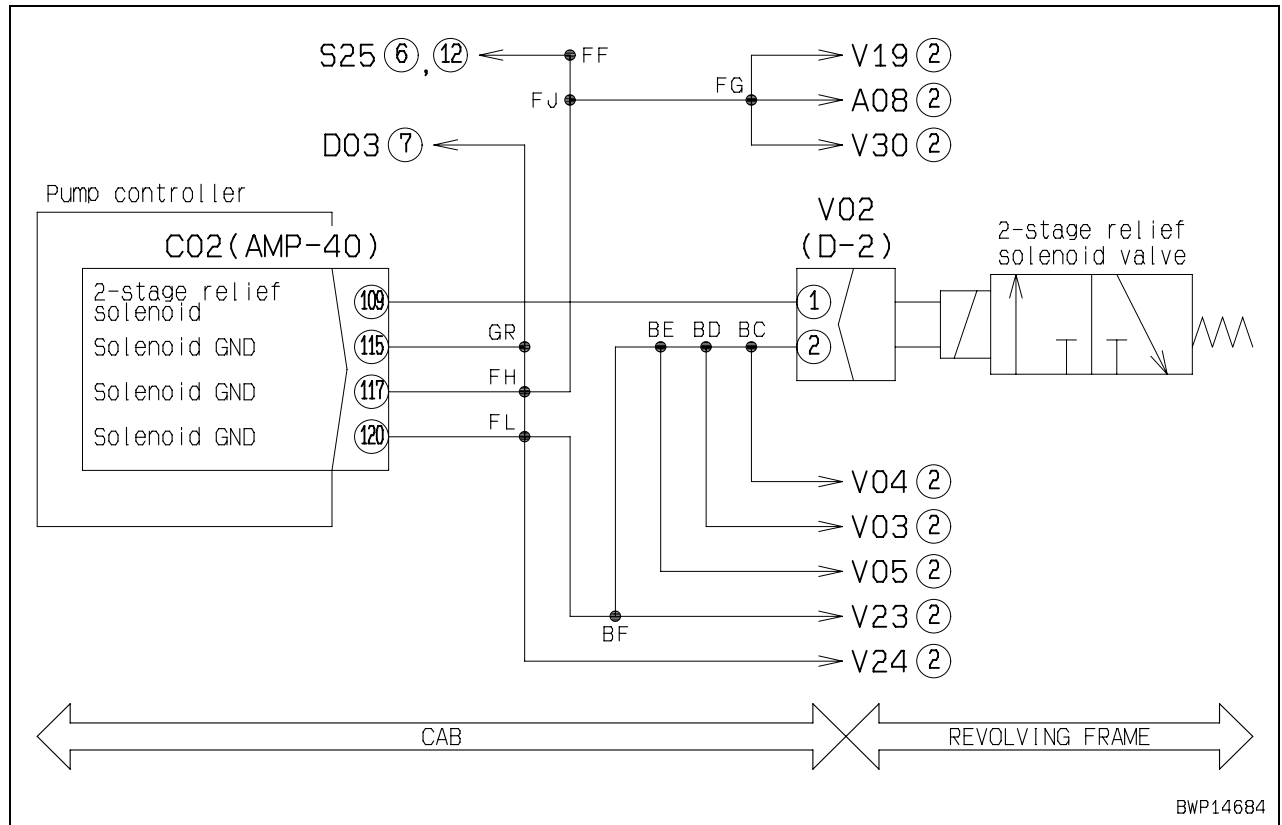 S25 ⑥, ⑫
FF
V19 ②
FJ
FG
A08 ②
D03 ⑦
V30 ②
Pump controller
C02(AMP-40)
V02
(D-2)
2-stage relief
solenoid valve
2-stage relief
solenoid
109
①
Solenoid GND
115
GR
BE
BD
BC
②
Solenoid GND
117
FH
Solenoid GND
120
FL
V04 ②
V03 ②
V05 ②
V23 ②
BF
V24 ②
CAB
REVOLVING FRAME
BWP14684